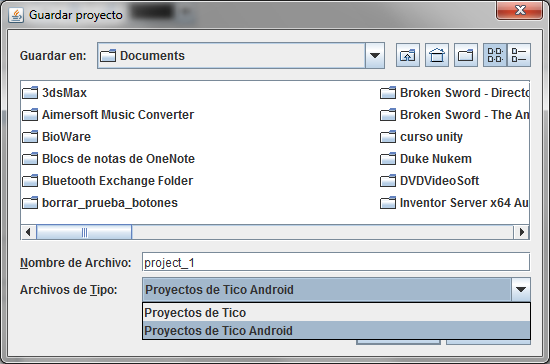 Guardar proyecto
Guardar en: Documents
3dsMax
Aimersoft Music Converter
BioWare
Blocs de notas de OneNote
Bluetooth Exchange Folder
borrar_prueba_botones
Broken Sword - Direc
Broken Sword - The An
curso unity
Duke Nukem
DVDVideoSoft
Inventor Server x64 Au
Nombre de Archivo: project_1
Archivos de Tipo: Proyectos de Tico Android
Proyectos de Tico
Proyectos de Tico Android